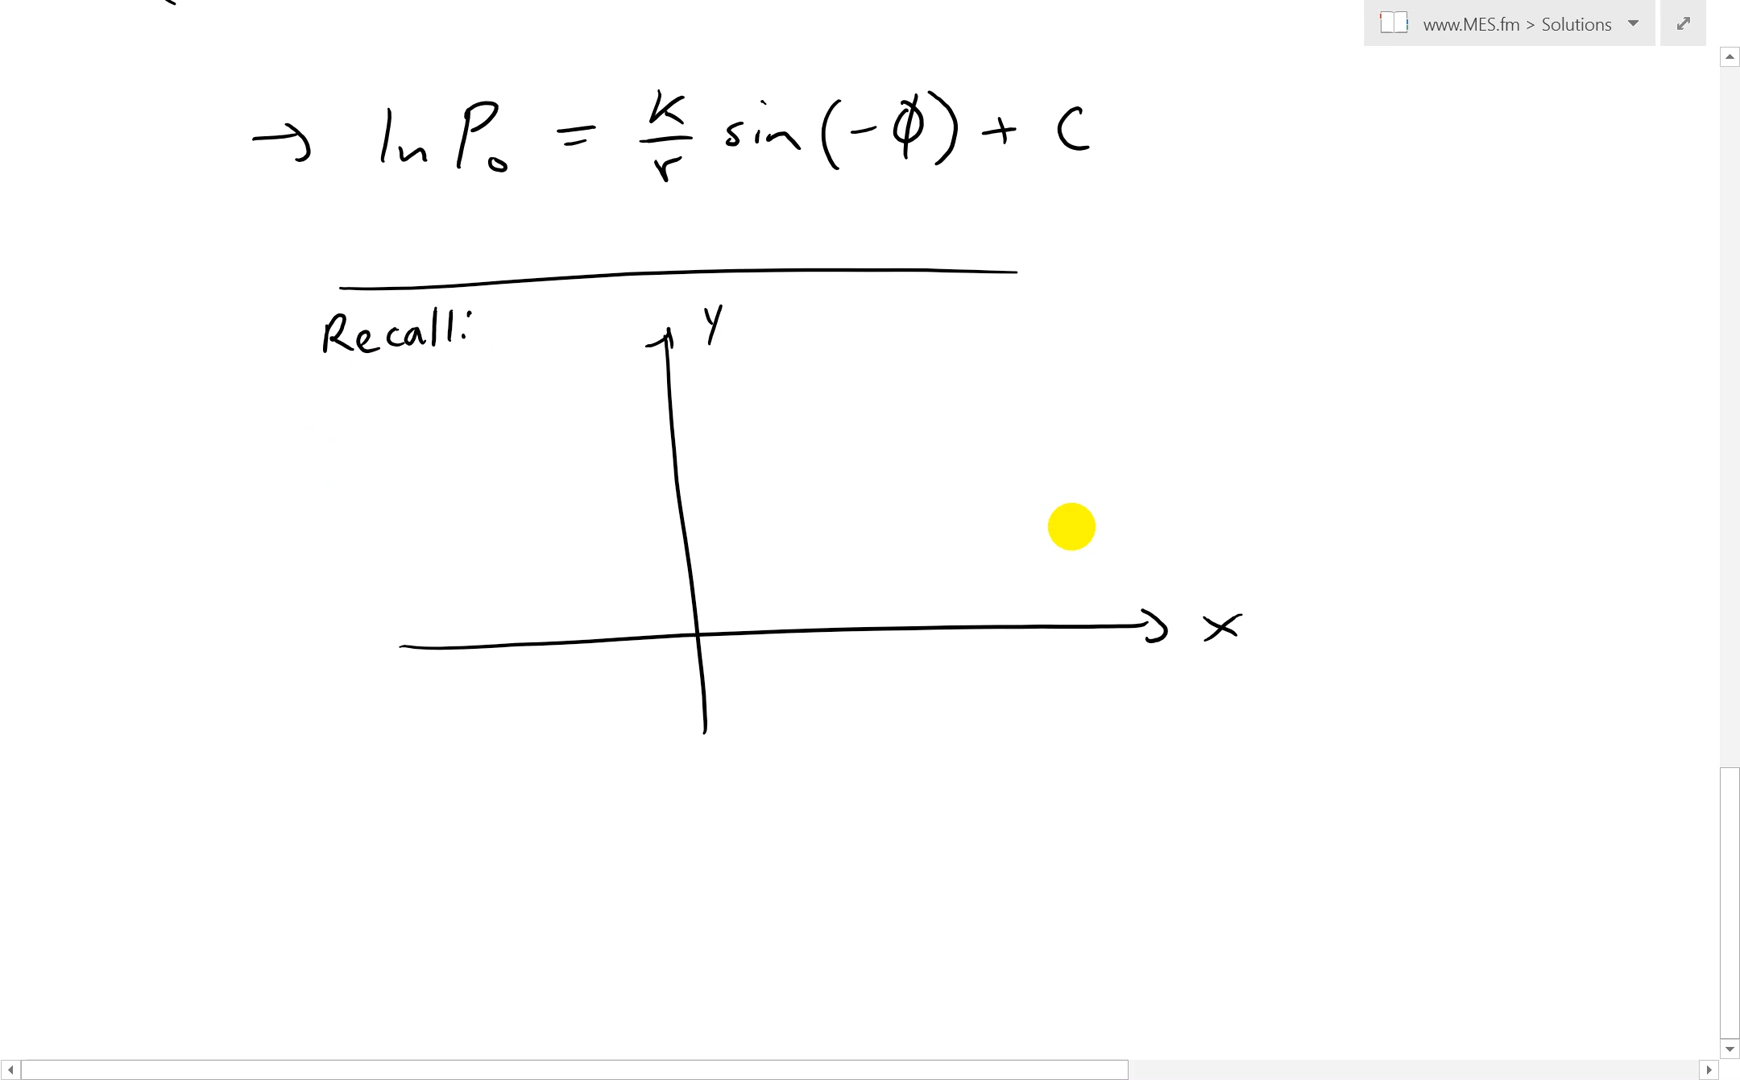 www.MES.fm > Solutions
→ ln P₀ = k/r sin(-ϕ) + C
Recall:
y
x